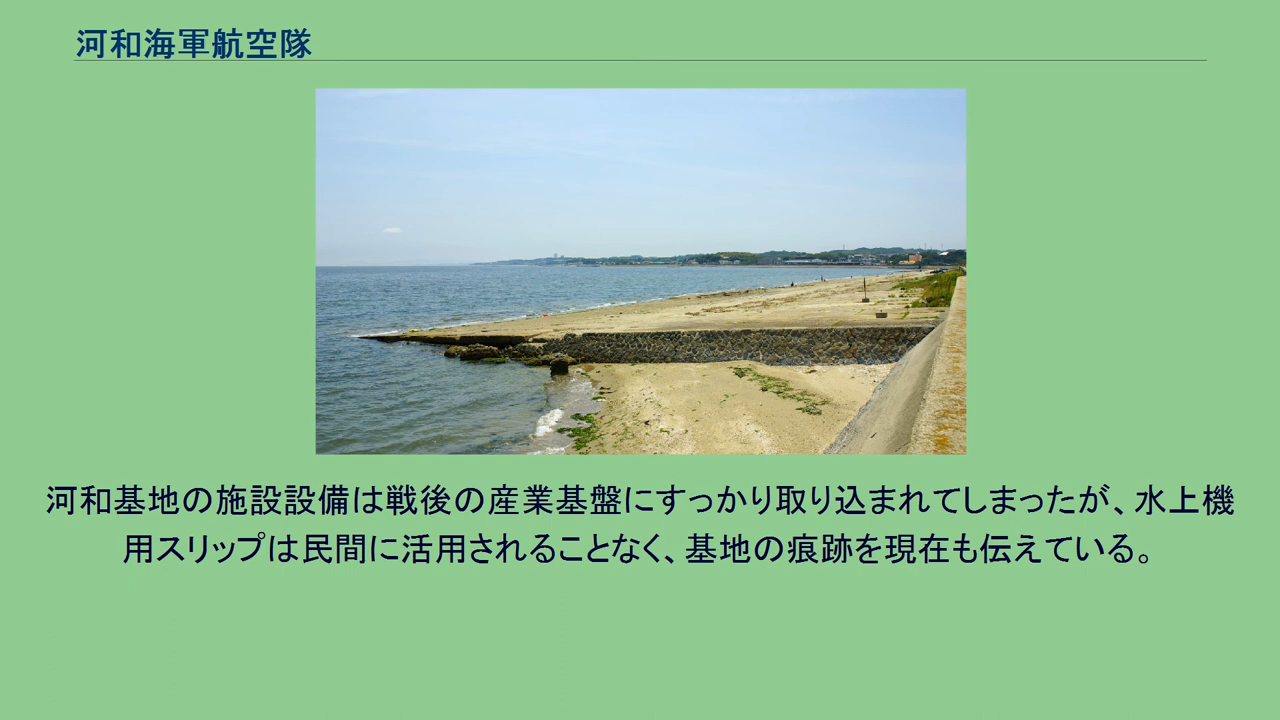 河和海軍航空隊
河和基地の施設設備は戦後の産業基盤にすっかり取り込まれてしまったが、水上機
用スリップは民間に活用されることなく、基地の痕跡を現在も伝えている。